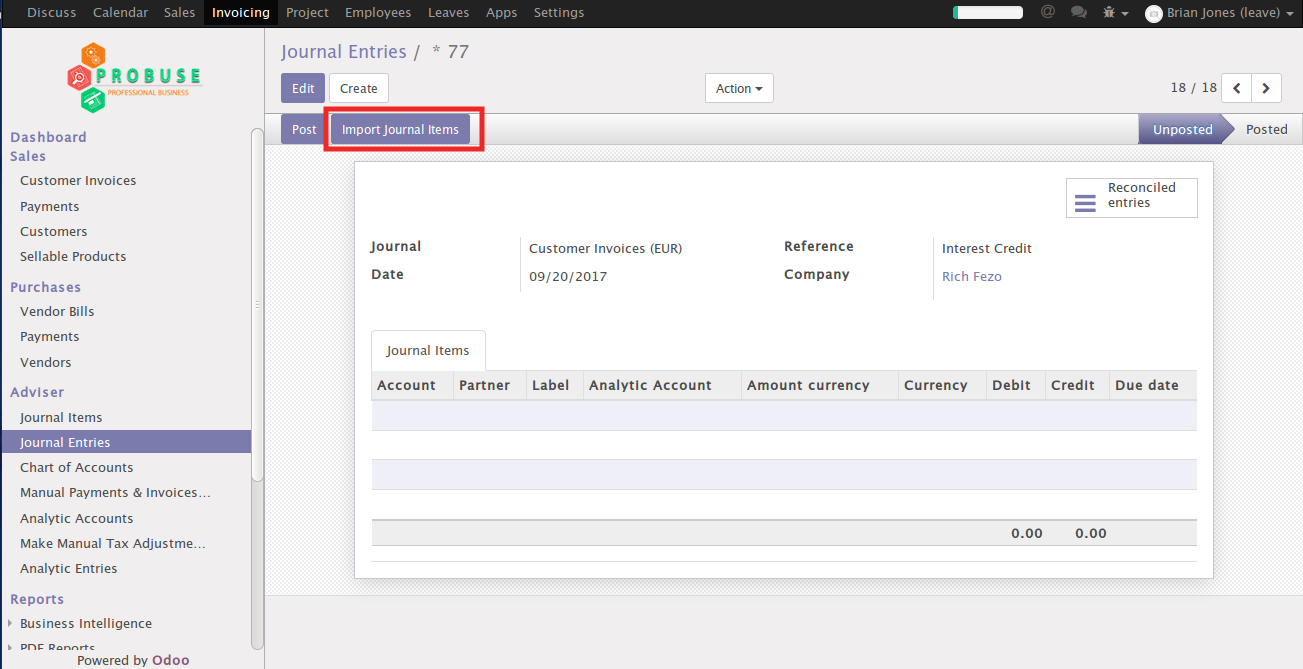 Discuss Calendar Sales Invoicing Project Employees Leaves Apps Settings @ Brian Jones (leave)
PROBUSE
PROFESSIONAL BUSINESS
Dashboard
Sales
Customer Invoices
Payments
Customers
Sellable Products
Purchases
Vendor Bills
Payments
Vendors
Adviser
Journal Items
Journal Entries
Chart of Accounts
Manual Payments & Invoices...
Analytic Accounts
Make Manual Tax Adjustme...
Analytic Entries
Reports
Business Intelligence
PDF Reports
Powered by Odoo
Journal Entries / * 77
Edit Create Action 18 / 18
Post Import Journal Items Unposted Posted
Reconciled
entries
Journal Customer Invoices (EUR) Reference Interest Credit
Date 09/20/2017 Company Rich Fezo
Journal Items
Account Partner Label Analytic Account Amount currency Currency Debit Credit Due date
0.00 0.00